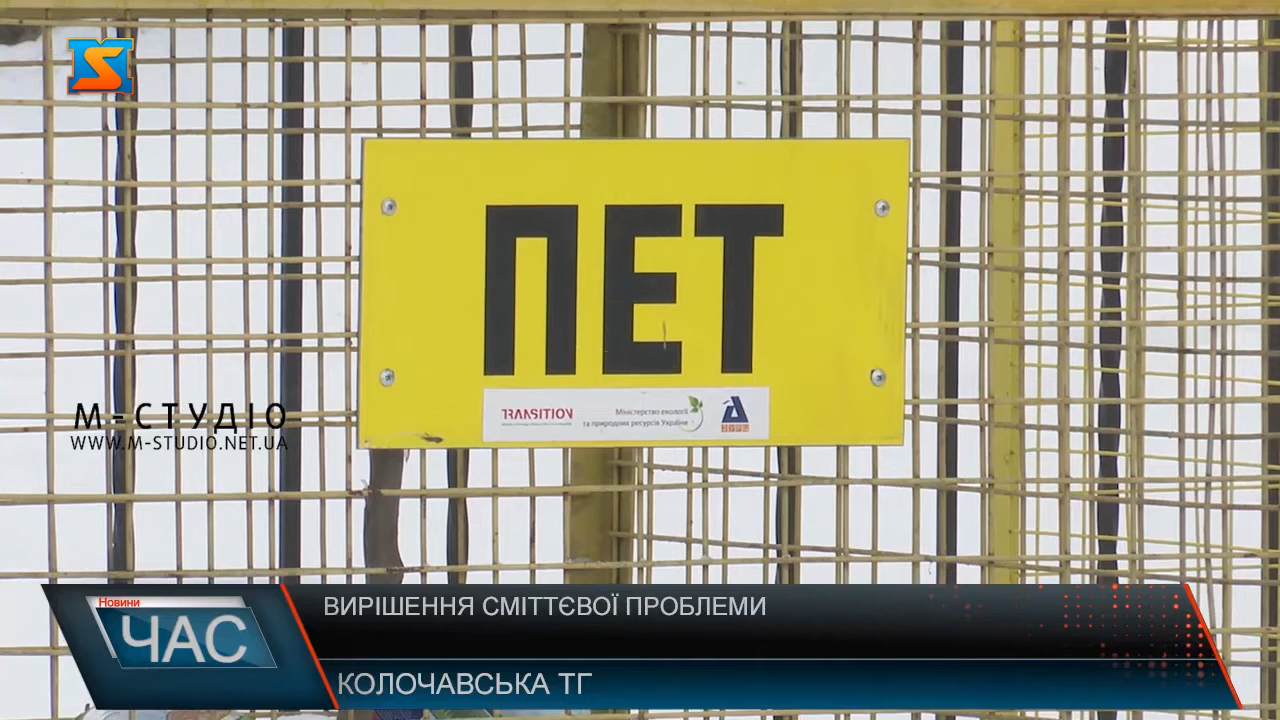 ПЕТ
TRANSITION
Міністерство екології
та природних ресурсів України
М-СТУДІО
WWW.M-STUDIO.NET.UA
Новини
ЧАС
ВИРІШЕННЯ СМІТТЄВОЇ ПРОБЛЕМИ
КОЛОЧАВСЬКА ТГ